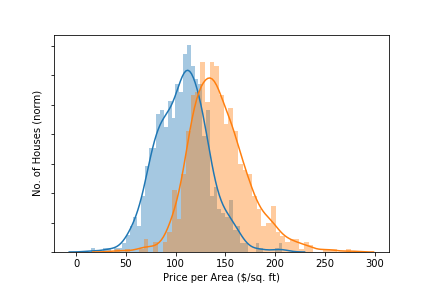 No. of Houses (norm)
0 50 100 150 200 250 300
Price per Area ($/sq. ft)